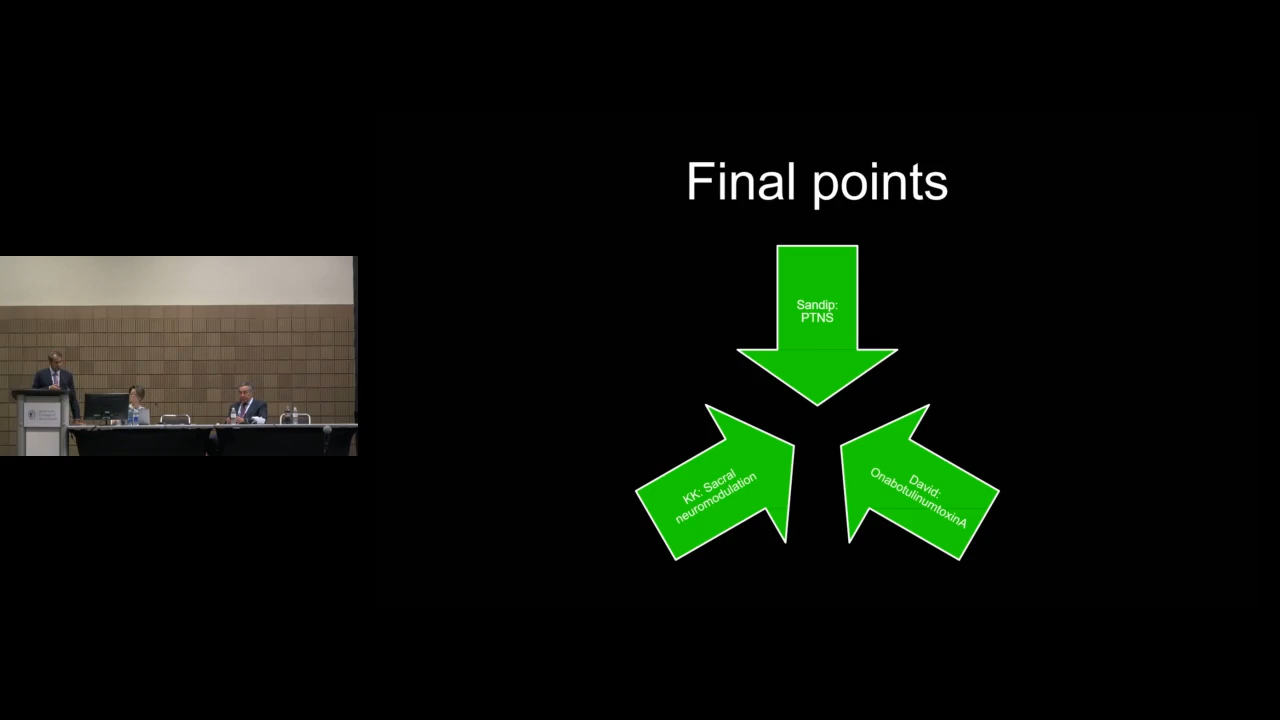 Final points
Sandip:
PTNS
KK: Sacral
neuromodulation
David:
OnabotulinumtoxinA